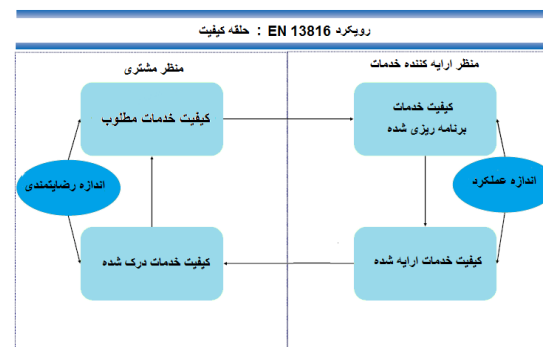 رویکرد EN 13816 : حلقه کیفیت
منظر ارایه کننده خدمات
منظر مشتری
کیفیت خدمات
برنامه ریزی شده
کیفیت خدمات مطلوب
اندازه عملکرد
اندازه رضایتمندی
کیفیت خدمات ارایه شده
کیفیت خدمات درک شده